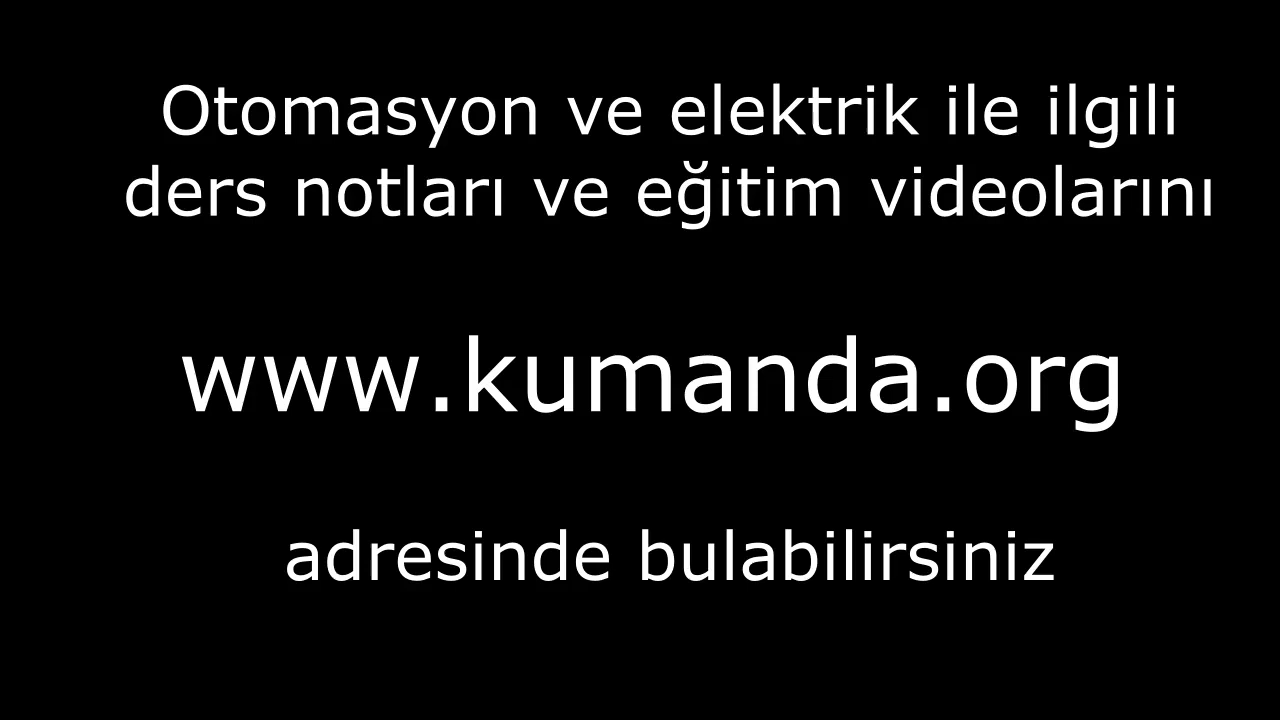 Otomasyon ve elektrik ile ilgili
ders notları ve eğitim videolarını
www.kumanda.org
adresinde bulabilirsiniz